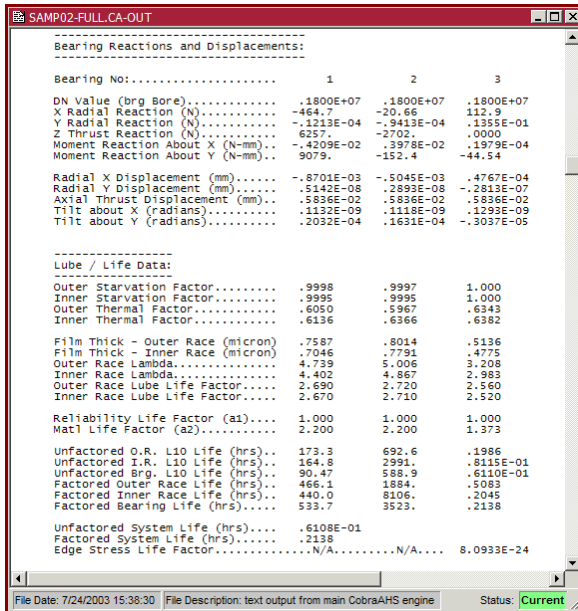 SAMP02-FULL.CA-OUT
-----------------------------------
Bearing Reactions and Displacements:
-----------------------------------
Bearing No:..................... 1 2 3
DN Value (brg Bore)............ .1800E+07 .1800E+07 .1800E+07
X Radial Reaction (N).......... -464.7 -20.66 112.9
Y Radial Reaction (N).......... -.1213E-04 -.9413E-04 .1355E-01
Z Thrust Reaction (N).......... 6257. -2702. .0000
Moment Reaction About X (N-mm).. -.4209E-02 .3978E-02 .1979E-04
Moment Reaction About Y (N-mm).. 9079. -152.4 -44.54
Radial X Displacement (mm)...... -.8701E-03 -.5045E-03 .4767E-04
Radial Y Displacement (mm)...... .5142E-08 .2893E-08 -.2813E-07
Axial Thrust Displacement (mm).. .5836E-02 .5836E-02 .5836E-02
Tilt about X (radians).......... .1132E-09 .1118E-09 .1293E-09
Tilt about Y (radians).......... .2032E-04 .1631E-04 -.3037E-05
-----------------
Lube / Life Data:
-----------------
Outer Starvation Factor......... .9998 .9997 1.000
Inner Starvation Factor......... .9995 .9995 1.000
Outer Thermal Factor............ .6050 .5967 .6343
Inner Thermal Factor............ .6136 .6366 .6382
Film Thick - Outer Race (micron) .7587 .8014 .5136
Film Thick - Inner Race (micron) .7046 .7791 .4775
Outer Race Lambda............... 4.739 5.006 3.208
Inner Race Lambda............... 4.402 4.867 2.983
Outer Race Lube Life Factor..... 2.690 2.720 2.560
Inner Race Lube Life Factor..... 2.670 2.710 2.520
Reliability Life Factor (a1).... 1.000 1.000 1.000
Matl Life Factor (a2)........... 2.200 2.200 1.373
Unfactored O.R. L10 Life (hrs).. 173.3 692.6 .1986
Unfactored I.R. L10 Life (hrs).. 164.8 2991. .8115E-01
Unfactored Brg. L10 Life (hrs).. 90.47 588.9 .6110E-01
Factored Outer Race Life (hrs).. 466.1 1884. .5083
Factored Inner Race Life (hrs).. 440.0 8106. .2045
Factored Bearing Life (hrs)..... 533.7 3523. .2138
Unfactored System Life (hrs).... .6108E-01
Factored System Life (hrs)...... .2138
Edge Stress Life Factor.............N/A.........N/A.... 8.0933E-24
File Date: 7/24/2003 15:38:30 File Description: text output from main CobraAHS engine Status: Current